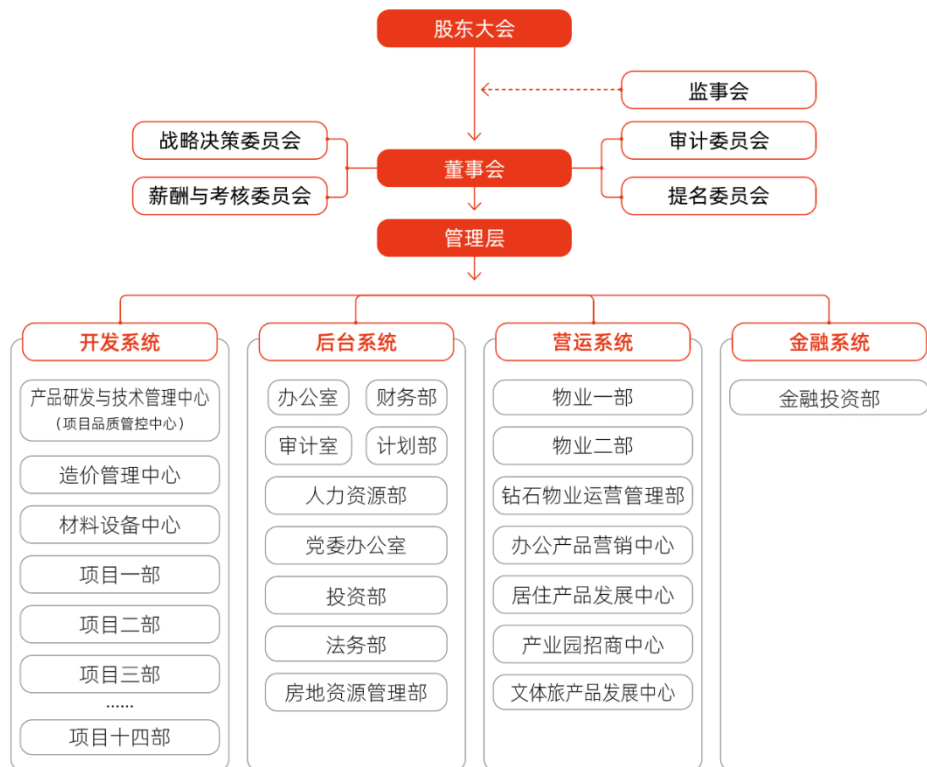 股东大会
监事会
战略决策委员会
审计委员会
董事会
薪酬与考核委员会
提名委员会
管理层
开发系统
产品研发与技术管理中心
（项目品质管控中心）
造价管理中心
材料设备中心
项目一部
项目二部
项目三部
......
项目十四部
后台系统
办公室
财务部
审计室
计划部
人力资源部
党委办公室
投资部
法务部
房地资源管理部
营运系统
物业一部
物业二部
钻石物业运营管理部
办公产品营销中心
居住产品发展中心
产业园招商中心
文体旅产品发展中心
金融系统
金融投资部